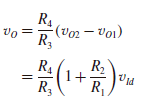 v_O = \frac{R_4}{R_3}(v_{O2} - v_{O1})
= \frac{R_4}{R_3}\left(1 + \frac{R_2}{R_1}\right)v_{Id}